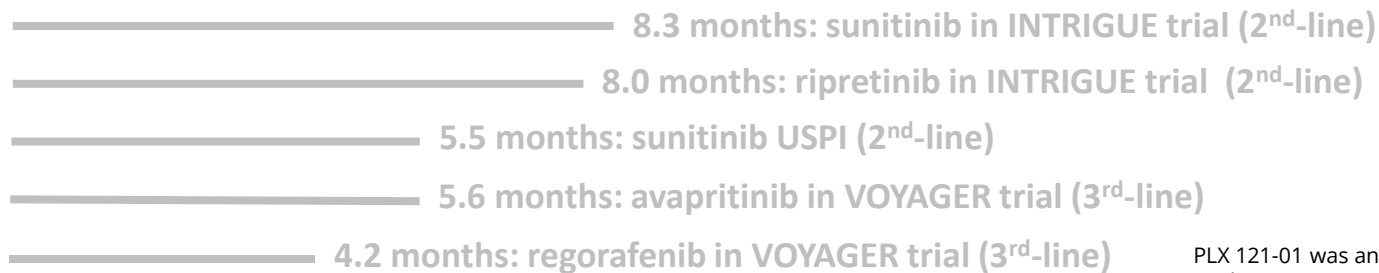 8.3 months: sunitinib in INTRIGUE trial (2nd-line)
8.0 months: ripretinib in INTRIGUE trial (2nd-line)
5.5 months: sunitinib USPI (2nd-line)
5.6 months: avapritinib in VOYAGER trial (3rd-line)
4.2 months: regorafenib in VOYAGER trial (3rd-line)
PLX 121-01 was an